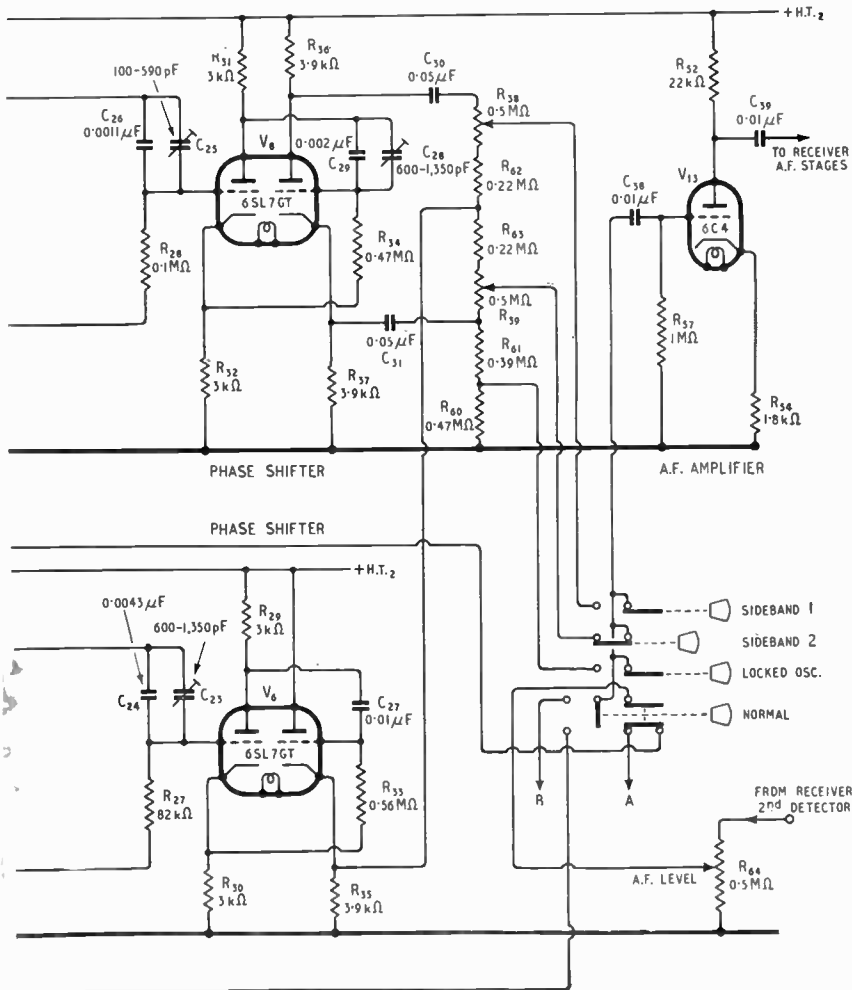 +H.T.2
R31
3kΩ
R36
3·9kΩ
R52
22kΩ
100-590pF
C30
0·05μF
C39
0·01μF
C26
0·0011μF
C25
R38
0·5MΩ
TO RECEIVER
A.F. STAGES
V8
0·002μF
C29
C28
600-1,350pF
R62
0·22MΩ
C38
0·01μF
V13
6SL7GT
6C4
R28
0·1MΩ
R34
0·47MΩ
R63
0·22MΩ
0·5MΩ
R39
R57
1MΩ
0·05μF
C31
R61
0·39MΩ
R32
3kΩ
R37
3·9kΩ
R60
0·47MΩ
R54
1·8kΩ
PHASE SHIFTER
A.F. AMPLIFIER
PHASE SHIFTER
+H.T.2
0·0043μF
600-1,350pF
R29
3kΩ
SIDEBAND 1
SIDEBAND 2
LOCKED OSC.
C24
C23
V6
C27
0·01μF
NORMAL
6SL7GT
R27
82kΩ
R33
0·56MΩ
B
A
FROM RECEIVER
2nd DETECTOR
R30
3kΩ
R35
3·9kΩ
A.F. LEVEL
R64
0·5MΩ